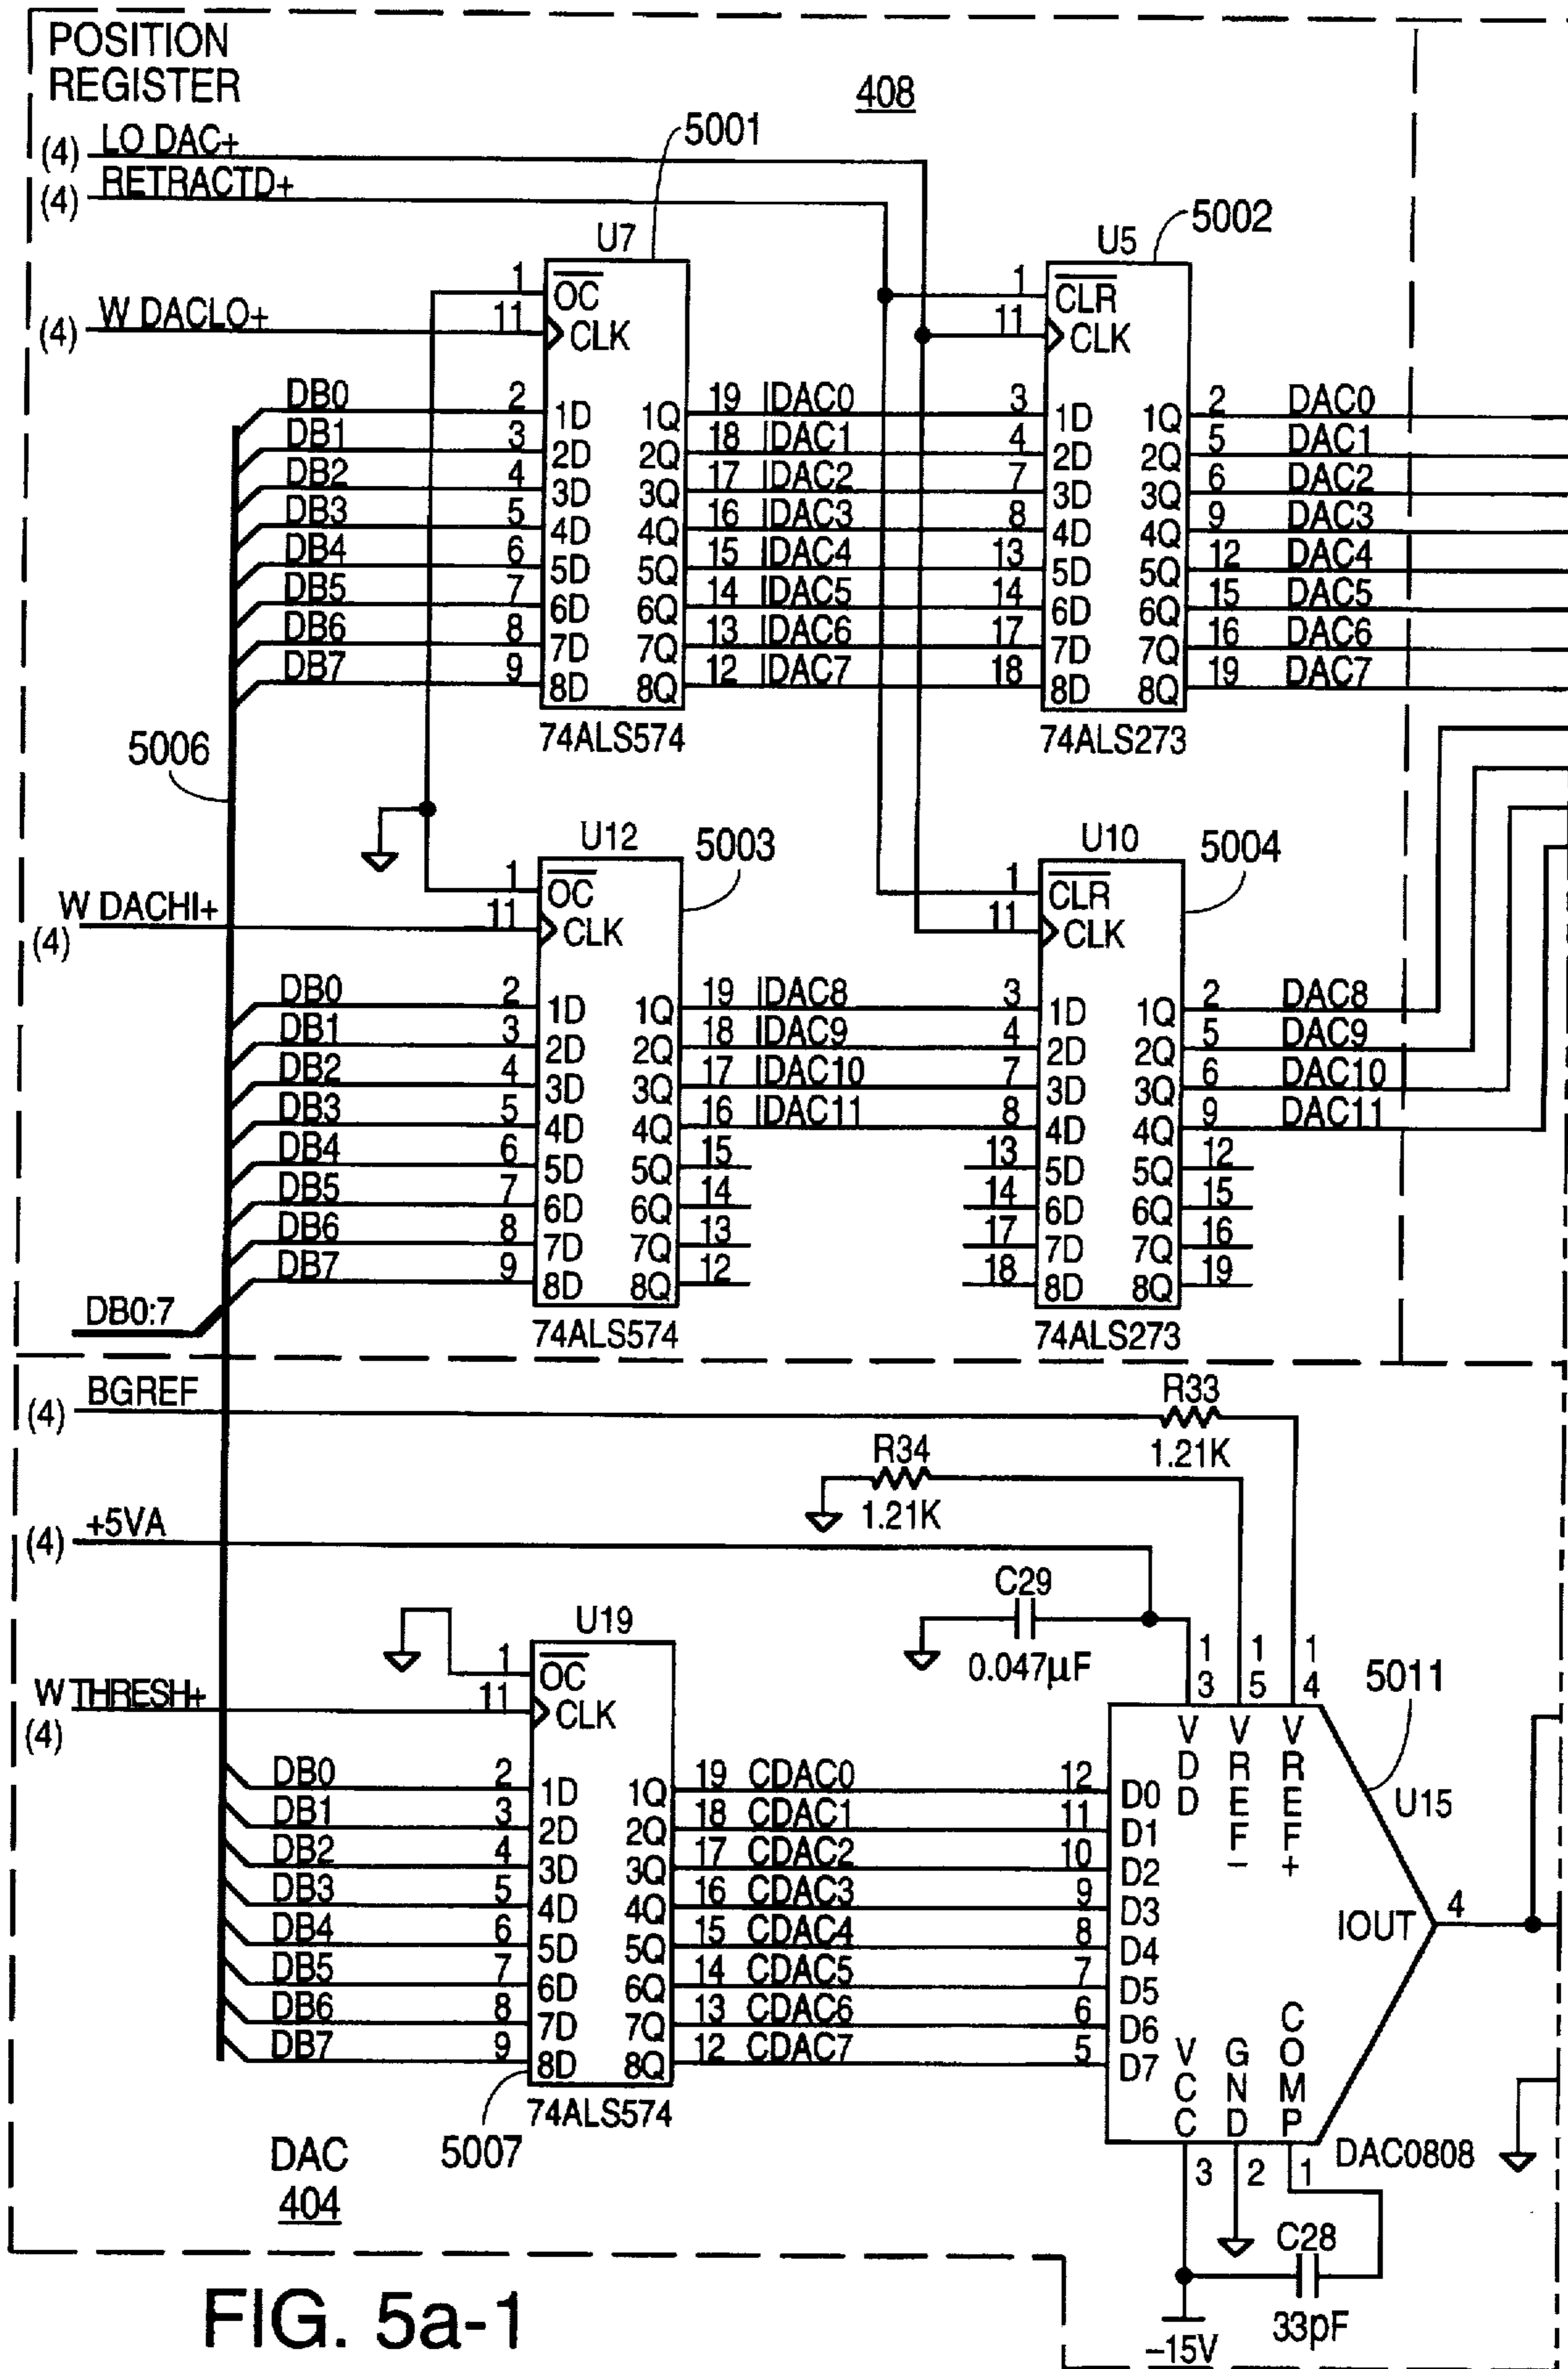 POSITION
REGISTER
408
(4) LO DAC+
5001
(4) RETRACTD+
U7
U5
5002
1 OC
1 CLR
(4) W DACLO+
11 CLK
11 CLK
DB0 2 1D 1Q 19 IDAC0 3 1D 1Q 2 DAC0
DB1 3 2D 2Q 18 IDAC1 4 2D 2Q 5 DAC1
DB2 4 3D 3Q 17 IDAC2 7 3D 3Q 6 DAC2
DB3 5 4D 4Q 16 IDAC3 8 4D 4Q 9 DAC3
DB4 6 5D 5Q 15 IDAC4 13 5D 5Q 12 DAC4
DB5 7 6D 6Q 14 IDAC5 14 6D 6Q 15 DAC5
DB6 8 7D 7Q 13 IDAC6 17 7D 7Q 16 DAC6
DB7 9 8D 8Q 12 IDAC7 18 8D 8Q 19 DAC7
74ALS574
74ALS273
5006
U12
5003
U10
5004
1 OC
1 CLR
W DACHI+
(4)
11 CLK
11 CLK
DB0 2 1D 1Q 19 IDAC8 3 1D 1Q 2 DAC8
DB1 3 2D 2Q 18 IDAC9 4 2D 2Q 5 DAC9
DB2 4 3D 3Q 17 IDAC10 7 3D 3Q 6 DAC10
DB3 5 4D 4Q 16 IDAC11 8 4D 4Q 9 DAC11
DB4 6 5D 5Q 15 13 5D 5Q 12
DB5 7 6D 6Q 14 14 6D 6Q 15
DB6 8 7D 7Q 13 17 7D 7Q 16
DB7 9 8D 8Q 12 18 8D 8Q 19
DB0:7
74ALS574
74ALS273
(4) BGREF
R33
1.21K
R34
1.21K
(4) +5VA
C29
0.047µF
U19
1 OC
W THRESH+
(4)
11 CLK
13 15 14
5011
VDD VREF- VREF+
U15
DB0 2 1D 1Q 19 CDAC0 12 D0
DB1 3 2D 2Q 18 CDAC1 11 D1
DB2 4 3D 3Q 17 CDAC2 10 D2
DB3 5 4D 4Q 16 CDAC3 9 D3
DB4 6 5D 5Q 15 CDAC4 8 D4
IOUT 4
DB5 7 6D 6Q 14 CDAC5 7 D5
DB6 8 7D 7Q 13 CDAC6 6 D6
DB7 9 8D 8Q 12 CDAC7 5 D7
VCC GND COMP
74ALS574
5007
DAC0808
3 2 1
DAC
404
C28
33pF
-15V
FIG. 5a-1